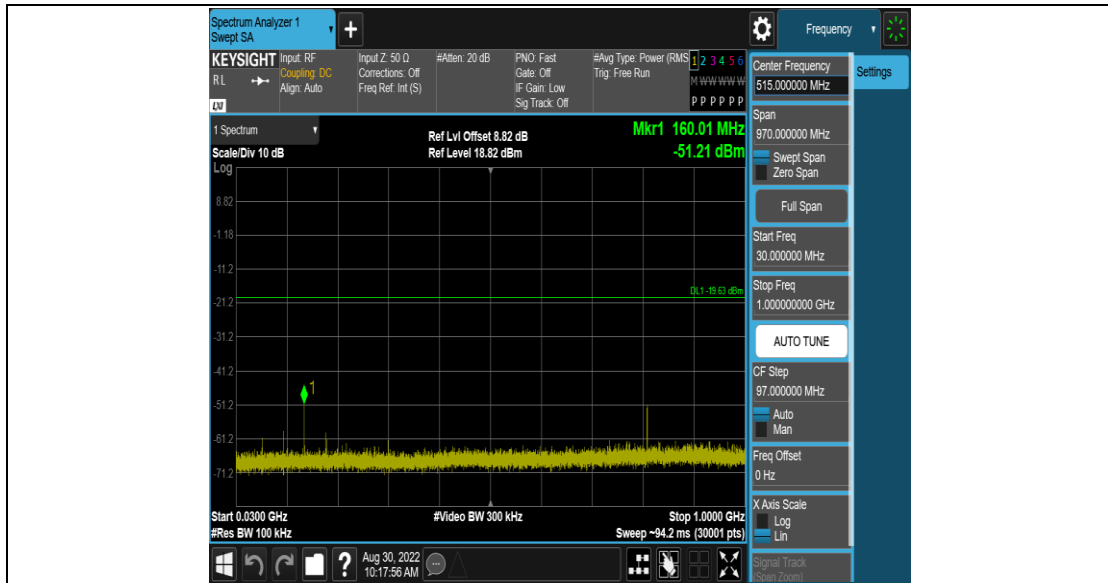 Spectrum Analyzer 1
Swept SA
+
Frequency
KEYSIGHT
RL
LXI
Input: RF
Coupling: DC
Align: Auto
Input Z: 50 Ω
Corrections: Off
Freq Ref: Int (S)
#Atten: 20 dB
PNO: Fast
Gate: Off
IF Gain: Low
Sig Track: Off
#Avg Type: Power (RMS
Trig: Free Run
1 2 3 4 5 6
M W W W W W
P P P P P P
1 Spectrum
Scale/Div 10 dB
Log
Ref Lvl Offset 8.82 dB
Ref Level 18.82 dBm
Mkr1 160.01 MHz
-51.21 dBm
8.82
-1.18
-11.2
DL1 -19.63 dBm
-21.2
-31.2
-41.2
1
-51.2
-61.2
-71.2
Start 0.0300 GHz
#Res BW 100 kHz
#Video BW 300 kHz
Stop 1.0000 GHz
Sweep ~94.2 ms (30001 pts)
?
Aug 30, 2022
10:17:56 AM
Center Frequency
515.000000 MHz
Settings
Span
970.000000 MHz
Swept Span
Zero Span
Full Span
Start Freq
30.000000 MHz
Stop Freq
1.000000000 GHz
AUTO TUNE
CF Step
97.000000 MHz
Auto
Man
Freq Offset
0 Hz
X Axis Scale
Log
Lin
Signal Track
(Span Zoom)